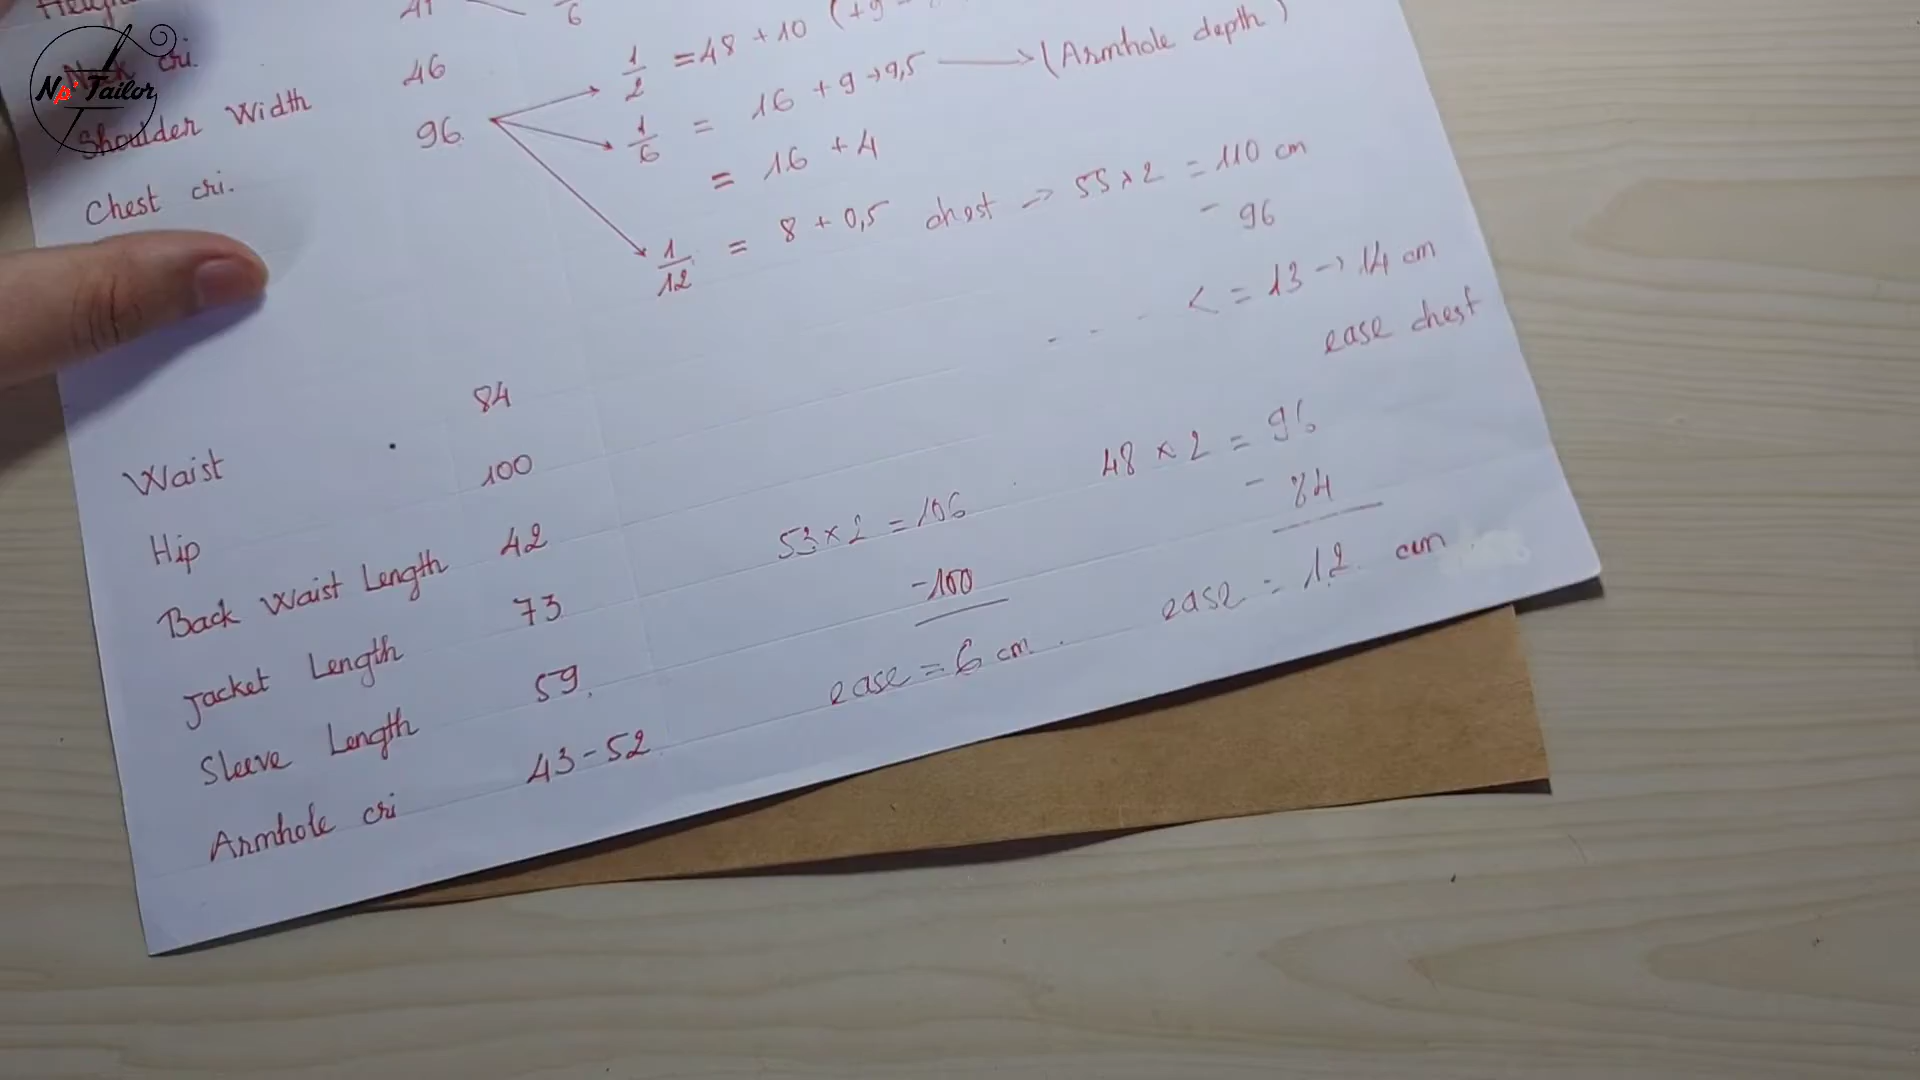 Np' Tailor
cri. 46
Shoulder Width 96
Chest cri.
1/2 = 48 + 10 (+9
1/6 = 16 + 9 → 9,5 → (Armhole depth)
= 16 + 4
1/12 = 8 + 0,5 chest → 55 x 2 = 110 cm
- 96
< = 13 → 14 cm
ease chest
Waist 84
Hip 100
Back Waist Length 42
Jacket Length 73
Sleeve Length 59.
Armhole cri 43 - 52
53 x 2 = 106
- 100
ease = 6 cm.
48 x 2 = 96
- 84
ease = 12 cm